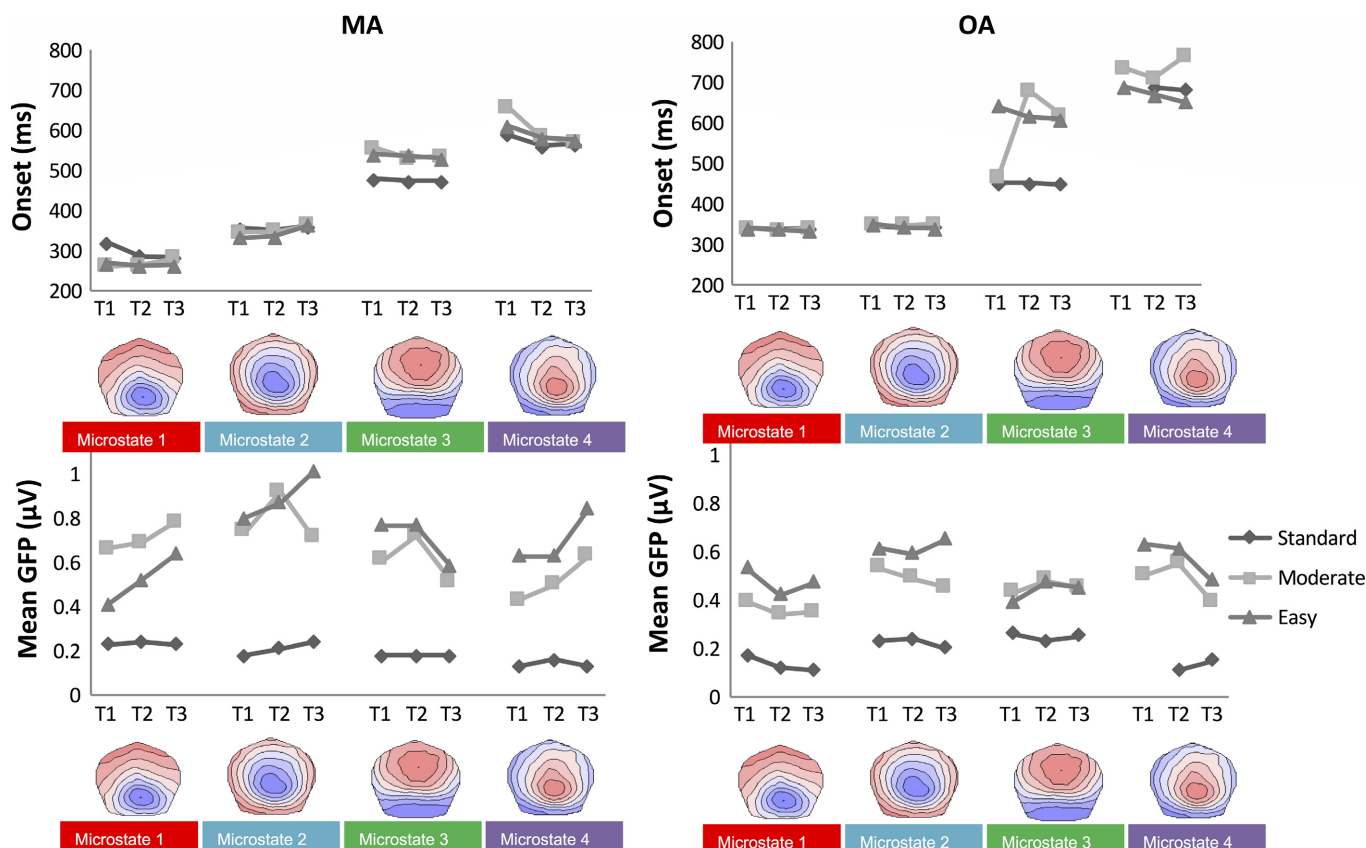 MA
Onset (ms)
800
700
600
500
400
300
200
T1 T2 T3 T1 T2 T3 T1 T2 T3 T1 T2 T3
Microstate 1 Microstate 2 Microstate 3 Microstate 4
Mean GFP (µV)
1
0.8
0.6
0.4
0.2
0
T1 T2 T3 T1 T2 T3 T1 T2 T3 T1 T2 T3
Microstate 1 Microstate 2 Microstate 3 Microstate 4
OA
Onset (ms)
800
700
600
500
400
300
200
T1 T2 T3 T1 T2 T3 T1 T2 T3 T1 T2 T3
Microstate 1 Microstate 2 Microstate 3 Microstate 4
Mean GFP (µV)
1
0.8
0.6
0.4
0.2
0
T1 T2 T3 T1 T2 T3 T1 T2 T3 T1 T2 T3
Microstate 1 Microstate 2 Microstate 3 Microstate 4
Standard
Moderate
Easy